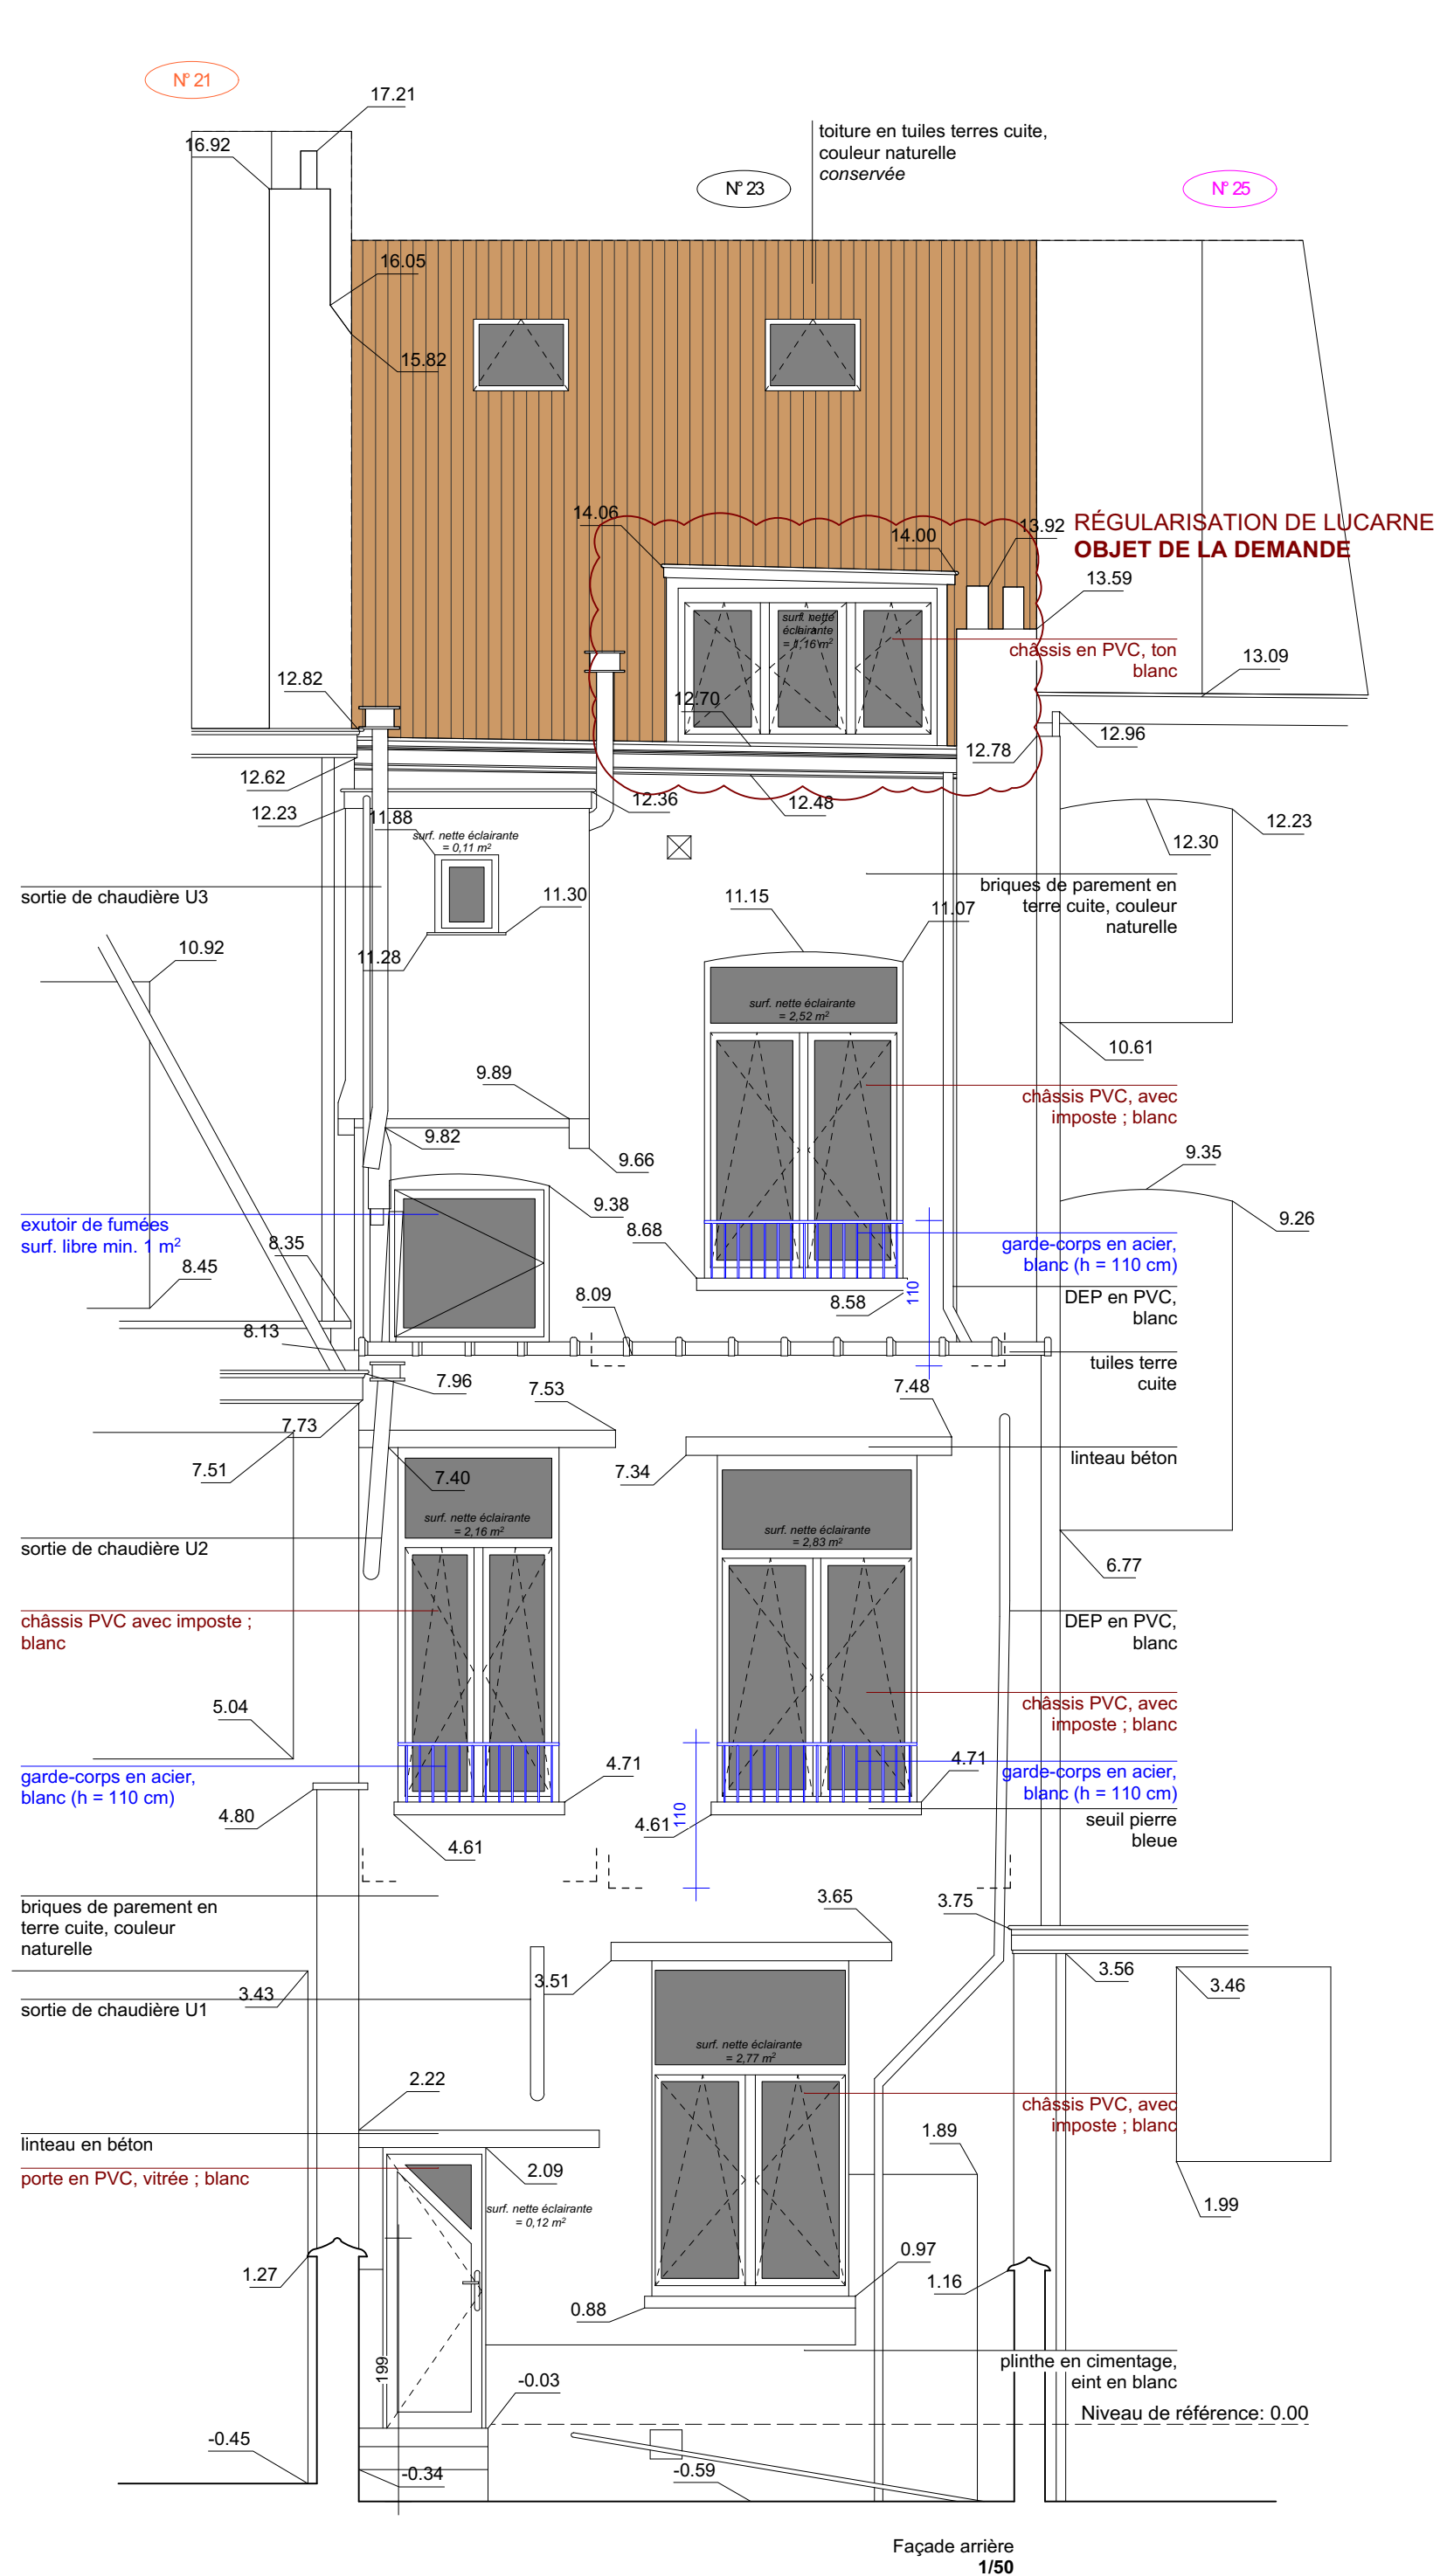 N° 21
17.21
16.92
toiture en tuiles terres cuite,
couleur naturelle
conservée
N° 23
N° 25
16.05
15.82
14.06
14.00
13.92
RÉGULARISATION DE LUCARNE
OBJET DE LA DEMANDE
13.59
surf. nette
éclairante
= 1,16 m²
châssis en PVC, ton
blanc
13.09
12.82
12.70
12.96
12.78
12.62
12.36
12.48
12.23
11.88
surf. nette éclairante
= 0,11 m²
12.23
12.30
sortie de chaudière U3
11.30
11.15
11.07
briques de parement en
terre cuite, couleur
naturelle
10.92
11.28
surf. nette éclairante
= 2,52 m²
10.61
9.89
châssis PVC, avec
imposte ; blanc
9.82
9.66
9.35
9.38
9.26
exutoir de fumées
surf. libre min. 1 m²
8.68
8.35
garde-corps en acier,
blanc (h = 110 cm)
8.45
8.09
8.58
110
DEP en PVC,
blanc
8.13
tuiles terre
cuite
7.96
7.53
7.48
7.73
7.51
7.40
7.34
linteau béton
surf. nette éclairante
= 2,16 m²
surf. nette éclairante
= 2,83 m²
sortie de chaudière U2
6.77
châssis PVC avec imposte ;
blanc
DEP en PVC,
blanc
5.04
châssis PVC, avec
imposte ; blanc
4.71
4.71
garde-corps en acier,
blanc (h = 110 cm)
garde-corps en acier,
blanc (h = 110 cm)
4.80
4.61
4.61
110
seuil pierre
bleue
briques de parement en
terre cuite, couleur
naturelle
3.65
3.75
3.56
3.51
3.46
3.43
sortie de chaudière U1
surf. nette éclairante
= 2,77 m²
2.22
châssis PVC, avec
imposte ; blanc
linteau en béton
1.89
porte en PVC, vitrée ; blanc
2.09
surf. nette éclairante
= 0,12 m²
1.99
0.97
1.27
1.16
0.88
199
plinthe en cimentage,
eint en blanc
-0.03
Niveau de référence: 0.00
-0.45
-0.34
-0.59
Façade arrière
1/50